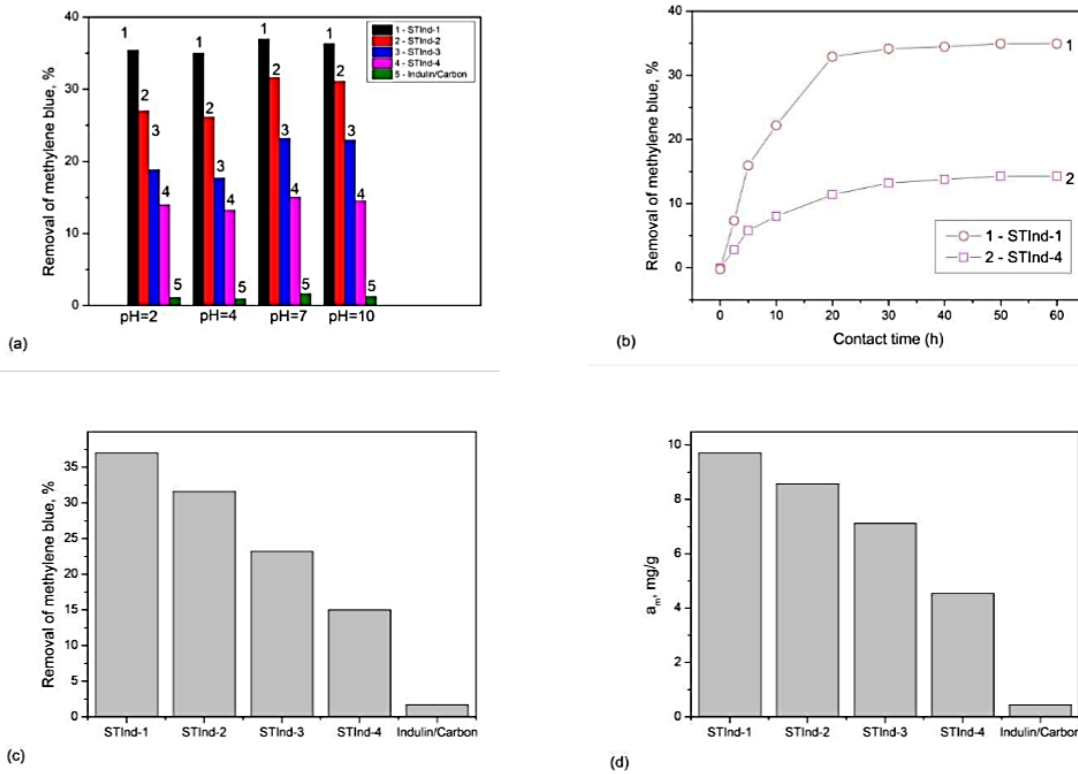 Removal of methylene blue, %
40
30
20
10
0
1 - STInd-1
2 - STInd-2
3 - STInd-3
4 - STInd-4
5 - Indulin/Carbon
1
2
3
4
5
1
2
3
4
5
1
2
3
4
5
1
2
3
4
5
pH=2 pH=4 pH=7 pH=10
(a)
Removal of methylene blue, %
40
30
20
10
0
1
2
1 - STInd-1
2 - STInd-4
0 10 20 30 40 50 60
Contact time (h)
(b)
Removal of methylene blue, %
35
30
25
20
15
10
5
0
STInd-1 STInd-2 STInd-3 STInd-4 Indulin/Carbon
(c)
a_m, mg/g
10
8
6
4
2
0
STInd-1 STInd-2 STInd-3 STInd-4 Indulin/Carbon
(d)